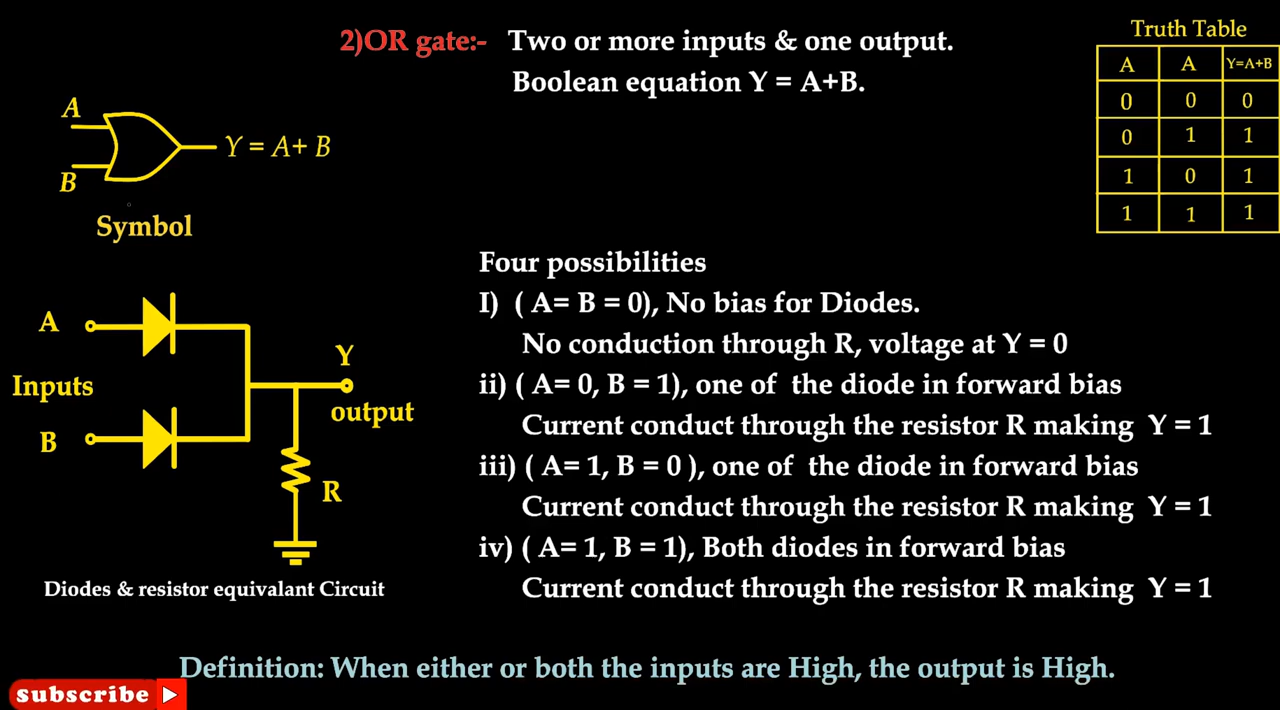 2)OR gate:- Two or more inputs & one output.
Boolean equation Y = A+B.
Truth Table
A A Y=A+B
0 0 0
0 1 1
1 0 1
1 1 1
A
B
Y = A+ B
Symbol
A
Inputs
B
Y
output
R
Diodes & resistor equivalant Circuit
Four possibilities
I) ( A= B = 0), No bias for Diodes.
No conduction through R, voltage at Y = 0
ii) ( A= 0, B = 1), one of the diode in forward bias
Current conduct through the resistor R making Y = 1
iii) ( A= 1, B = 0 ), one of the diode in forward bias
Current conduct through the resistor R making Y = 1
iv) ( A= 1, B = 1), Both diodes in forward bias
Current conduct through the resistor R making Y = 1
Definition: When either or both the inputs are High, the output is High.
subscribe